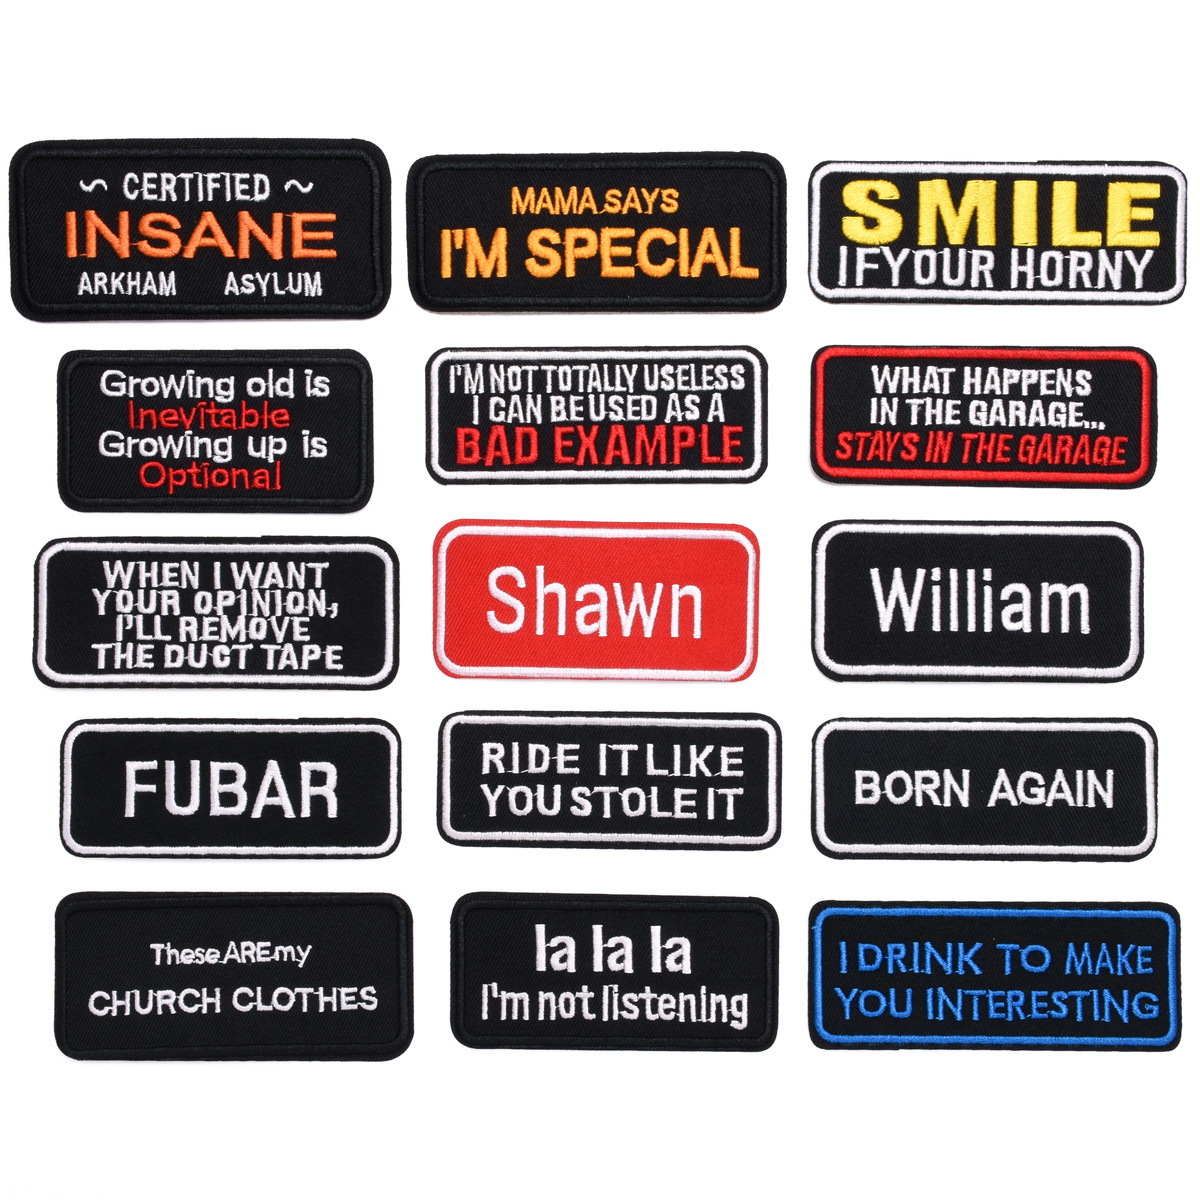 ~ CERTIFIED ~
INSANE
ARKHAM ASYLUM
MAMA SAYS
I'M SPECIAL
SMILE
IF YOUR HORNY
Growing old is
Inevitable
Growing up is
Optional
I'M NOT TOTALLY USELESS
I CAN BE USED AS A
BAD EXAMPLE
WHAT HAPPENS
IN THE GARAGE...
STAYS IN THE GARAGE
WHEN I WANT
YOUR OPINION,
I'LL REMOVE
THE DUCT TAPE
Shawn
William
FUBAR
RIDE IT LIKE
YOU STOLE IT
BORN AGAIN
These ARE my
CHURCH CLOTHES
la la la
I'm not listening
I DRINK TO MAKE
YOU INTERESTING